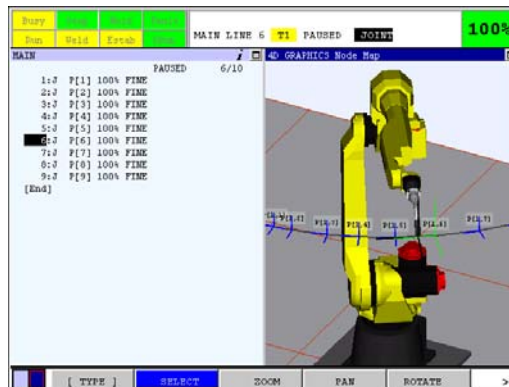 Busy
Run Weld Estab
MAIN LINE 6 T1 PAUSED JOINT
100%
MAIN
4D GRAPHICS Node Map
PAUSED 6/10
1:J P[1] 100% FINE
2:J P[2] 100% FINE
3:J P[3] 100% FINE
4:J P[4] 100% FINE
5:J P[5] 100% FINE
6:J P[6] 100% FINE
7:J P[7] 100% FINE
8:J P[8] 100% FINE
9:J P[9] 100% FINE
[End]
[ TYPE ] SELECT ZOOM PAN ROTATE >